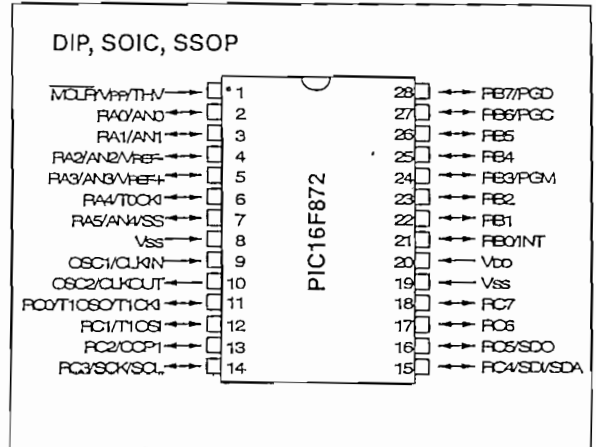 DIP, SOIC, SSOP
MCLR/VPP/THV 1
RA0/AN0 2
RA1/AN1 3
RA2/AN2/VREF- 4
RA3/AN3/VREF+ 5
RA4/T0CKI 6
RA5/AN4/SS 7
VSS 8
OSC1/CLKIN 9
OSC2/CLKOUT 10
RC0/T1OSO/T1CKI 11
RC1/T1OSI 12
RC2/CCP1 13
RC3/SCK/SCL 14
PIC16F872
28 RB7/PGD
27 RB6/PGC
26 RB5
25 RB4
24 RB3/PGM
23 RB2
22 RB1
21 RB0/INT
20 VDD
19 VSS
18 RC7
17 RC6
16 RC5/SDO
15 RC4/SDI/SDA